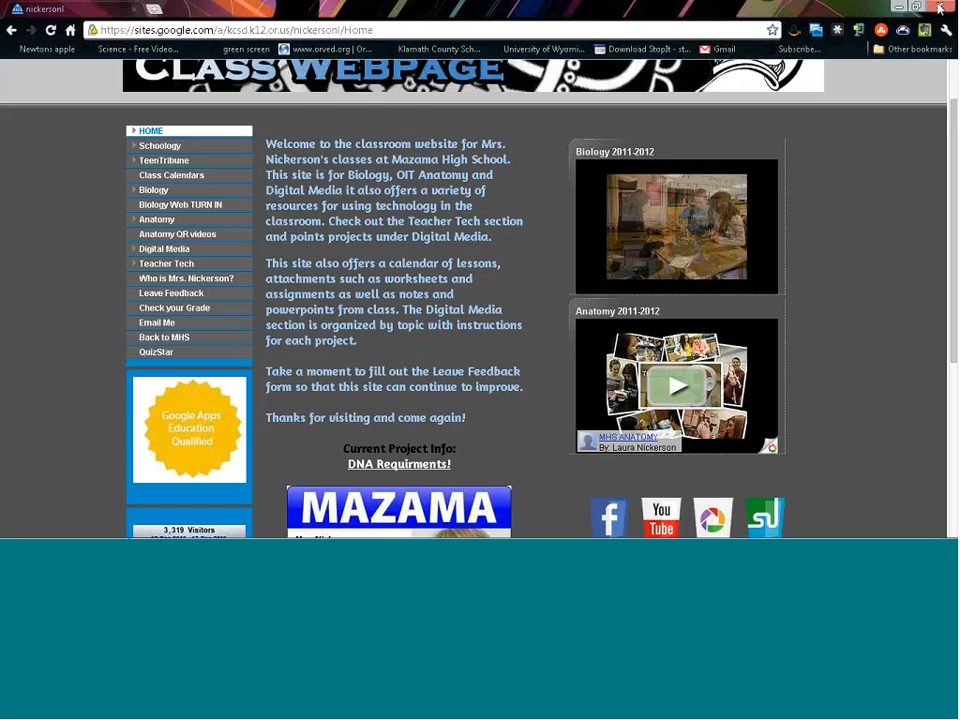 nickersonl
https://sites.google.com/a/kcsd.k12.or.us/nickersonl/Home
Newtons apple
Science - Free Video...
green screen
www.orved.org | Or...
Klamath County Sch...
University of Wyomi...
Download StopIt - st...
Gmail
Subscribe...
Other bookmarks
CLASS WEBPAGE
HOME
Schoology
TeenTribune
Class Calendars
Biology
Biology Web TURN IN
Anatomy
Anatomy QR videos
Digital Media
Teacher Tech
Who is Mrs. Nickerson?
Leave Feedback
Check your Grade
Email Me
Back to MHS
QuizStar
Google Apps
Education
Qualified
3,319 Visitors
Welcome to the classroom website for Mrs.
Nickerson's classes at Mazama High School.
This site is for Biology, OIT Anatomy and
Digital Media it also offers a variety of
resources for using technology in the
classroom. Check out the Teacher Tech section
and points projects under Digital Media.
This site also offers a calendar of lessons,
attachments such as worksheets and
assignments as well as notes and
powerpoints from class. The Digital Media
section is organized by topic with instructions
for each project.
Take a moment to fill out the Leave Feedback
form so that this site can continue to improve.
Thanks for visiting and come again!
Current Project Info:
DNA Requirments!
MAZAMA
Biology 2011-2012
Anatomy 2011-2012
MHS ANATOMY
By: Laura Nickerson
f
You
Tube